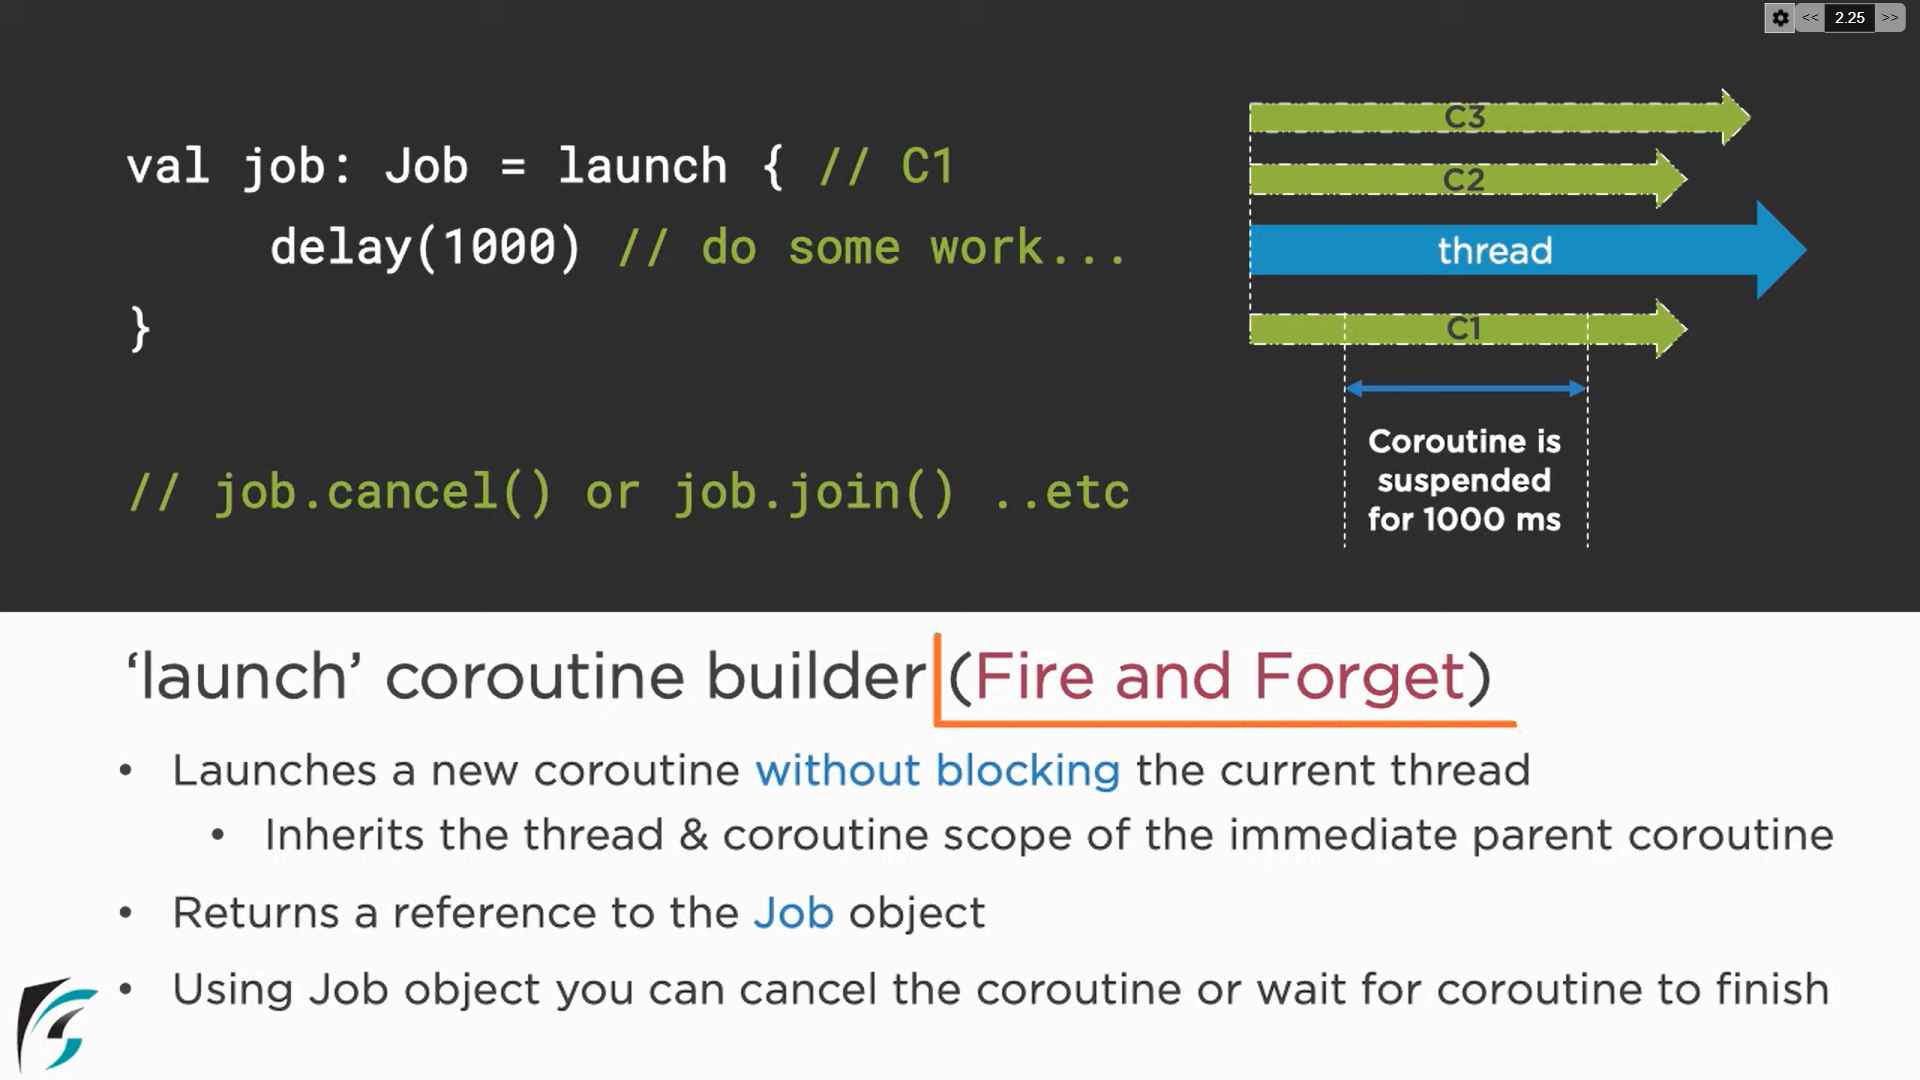 << 2.25 >>
val job: Job = launch { // C1
delay(1000) // do some work...
}
// job.cancel() or job.join() ..etc
C3
C2
thread
C1
Coroutine is
suspended
for 1000 ms
‘launch’ coroutine builder (Fire and Forget)
• Launches a new coroutine without blocking the current thread
• Inherits the thread & coroutine scope of the immediate parent coroutine
• Returns a reference to the Job object
• Using Job object you can cancel the coroutine or wait for coroutine to finish